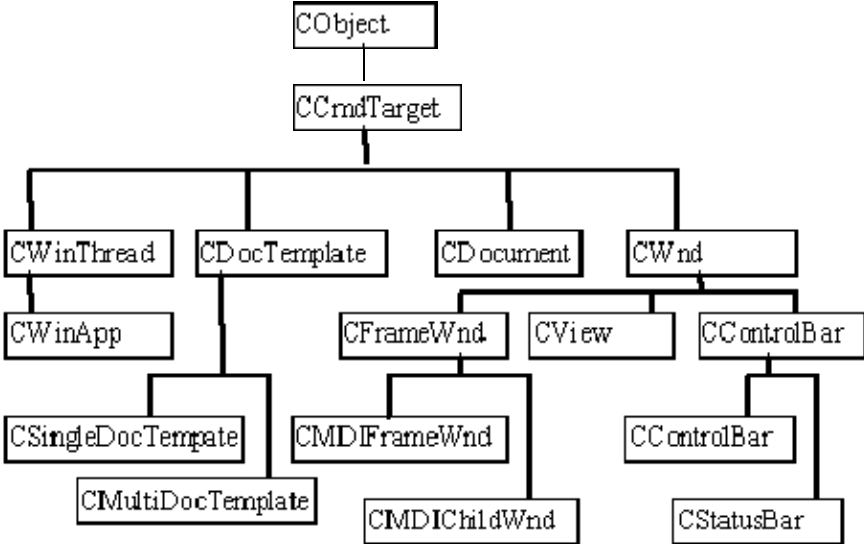 CObject
CCmdTarget
CWinThread
CDocTemplate
CDocument
CWnd
CWinApp
CFrameWnd
CView
CControlBar
CSingleDocTempate
CMDIFrameWnd
CControlBar
CMultiDocTemplate
CMDIChildWnd
CStatusBar